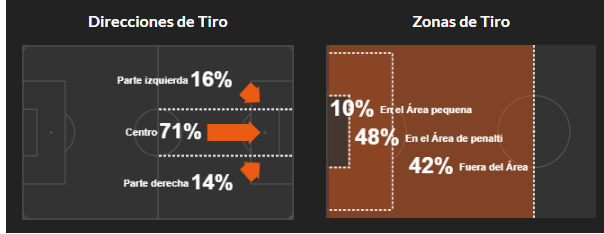 Direcciones de Tiro
Parte izquierda 16%
Centro 71%
Parte derecha 14%
Zonas de Tiro
10% En el Área pequena
48% En el Área de penalti
42% Fuera del Área